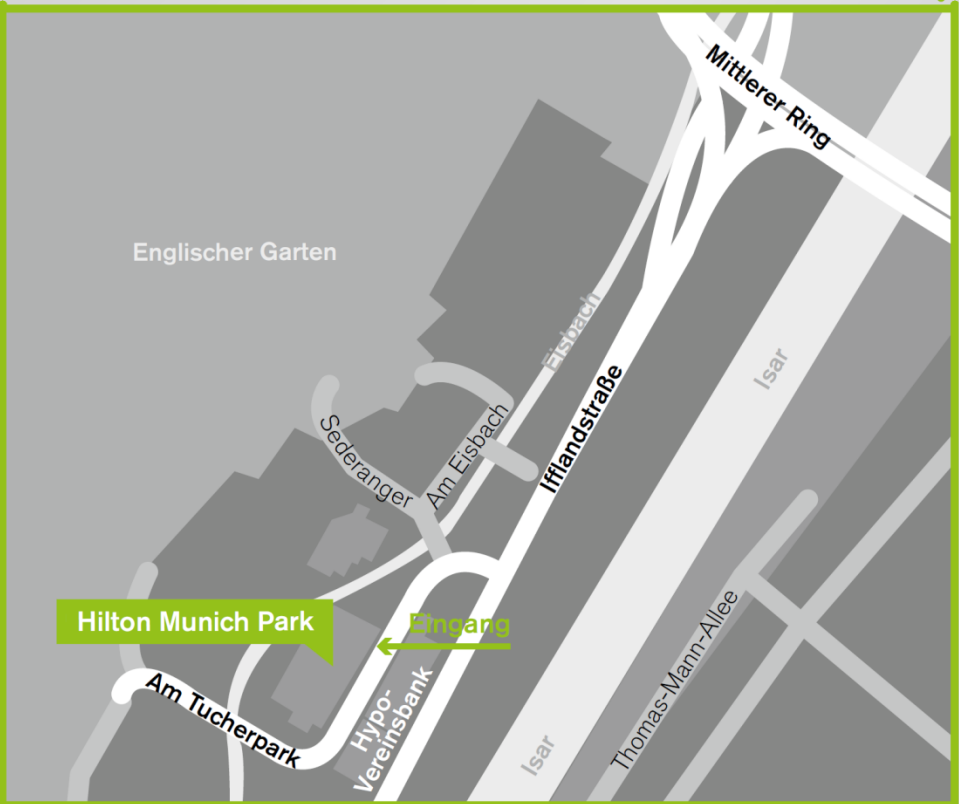 Mittlerer Ring
Englischer Garten
Eisbach
Isar
Ifflandstraße
Sederanger
Am Eisbach
Hilton Munich Park
Eingang
Thomas-Mann-Allee
Am Tucherpark
Hypo-
Vereinsbank
Isar